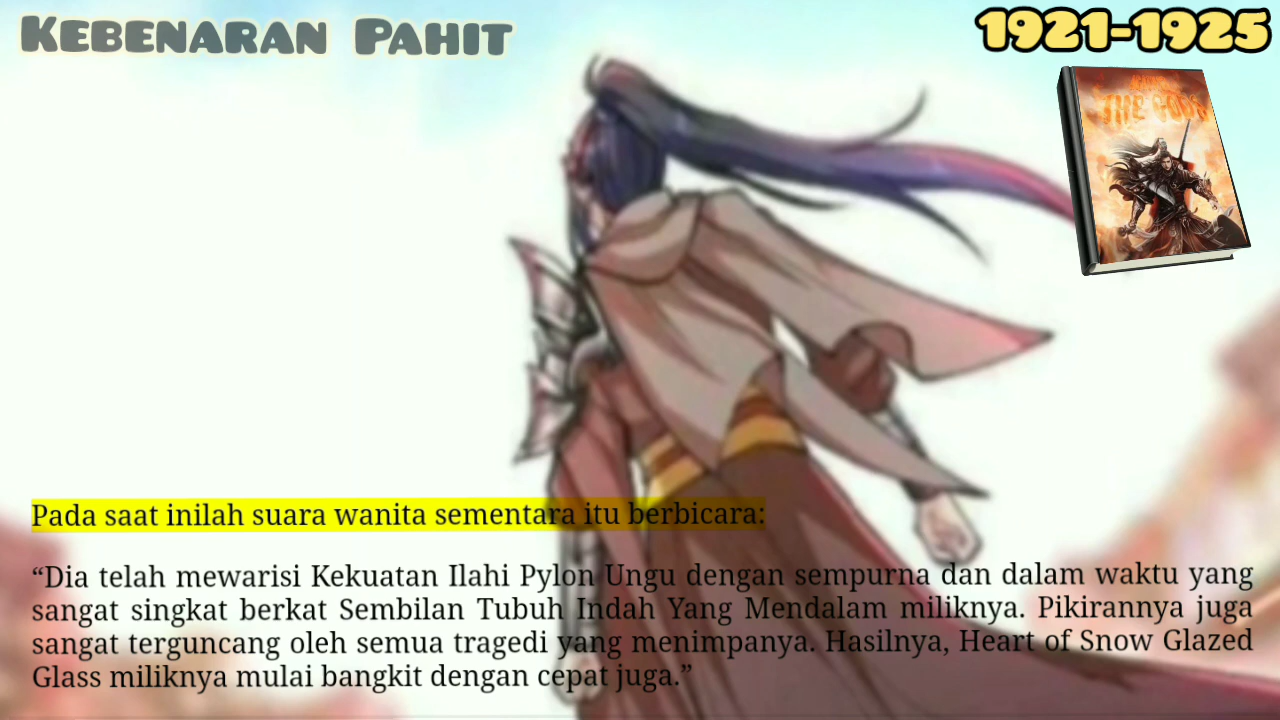 Kebenaran Pahit
1921-1925
THE GODS
Pada saat inilah suara wanita sementara itu berbicara:
“Dia telah mewarisi Kekuatan Ilahi Pylon Ungu dengan sempurna dan dalam waktu yang
sangat singkat berkat Sembilan Tubuh Indah Yang Mendalam miliknya. Pikirannya juga
sangat terguncang oleh semua tragedi yang menimpanya. Hasilnya, Heart of Snow Glazed
Glass miliknya mulai bangkit dengan cepat juga.”